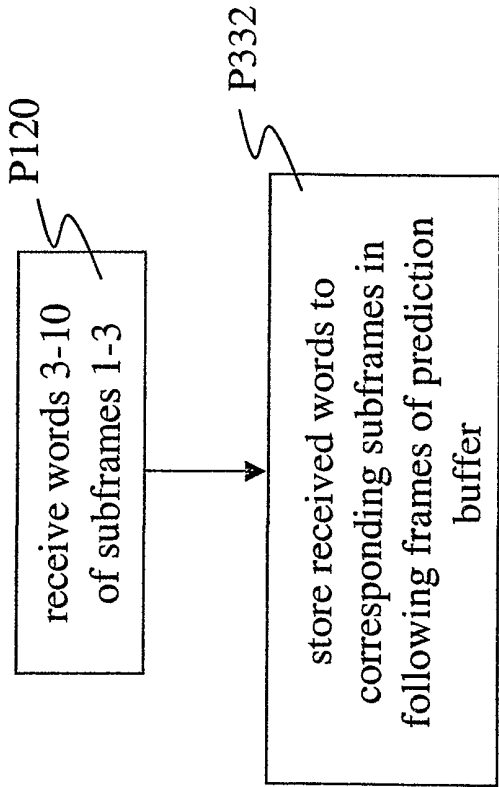 P120
receive words 3-10
of subframes 1-3
P332
store received words to
corresponding subframes in
following frames of prediction
buffer